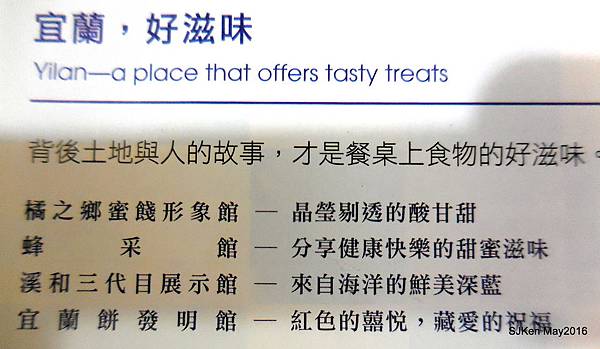 宜蘭，好滋味
Yilan—a place that offers tasty treats
背後土地與人的故事，才是餐桌上食物的好滋味。
橘之鄉蜜餞形象館 — 晶瑩剔透的酸甘甜
蜂采館 — 分享健康快樂的甜蜜滋味
溪和三代目展示館 — 來自海洋的鮮美深藍
宜蘭餅發明館 — 紅色的囍悅，藏愛的祝福
SJKen May2016